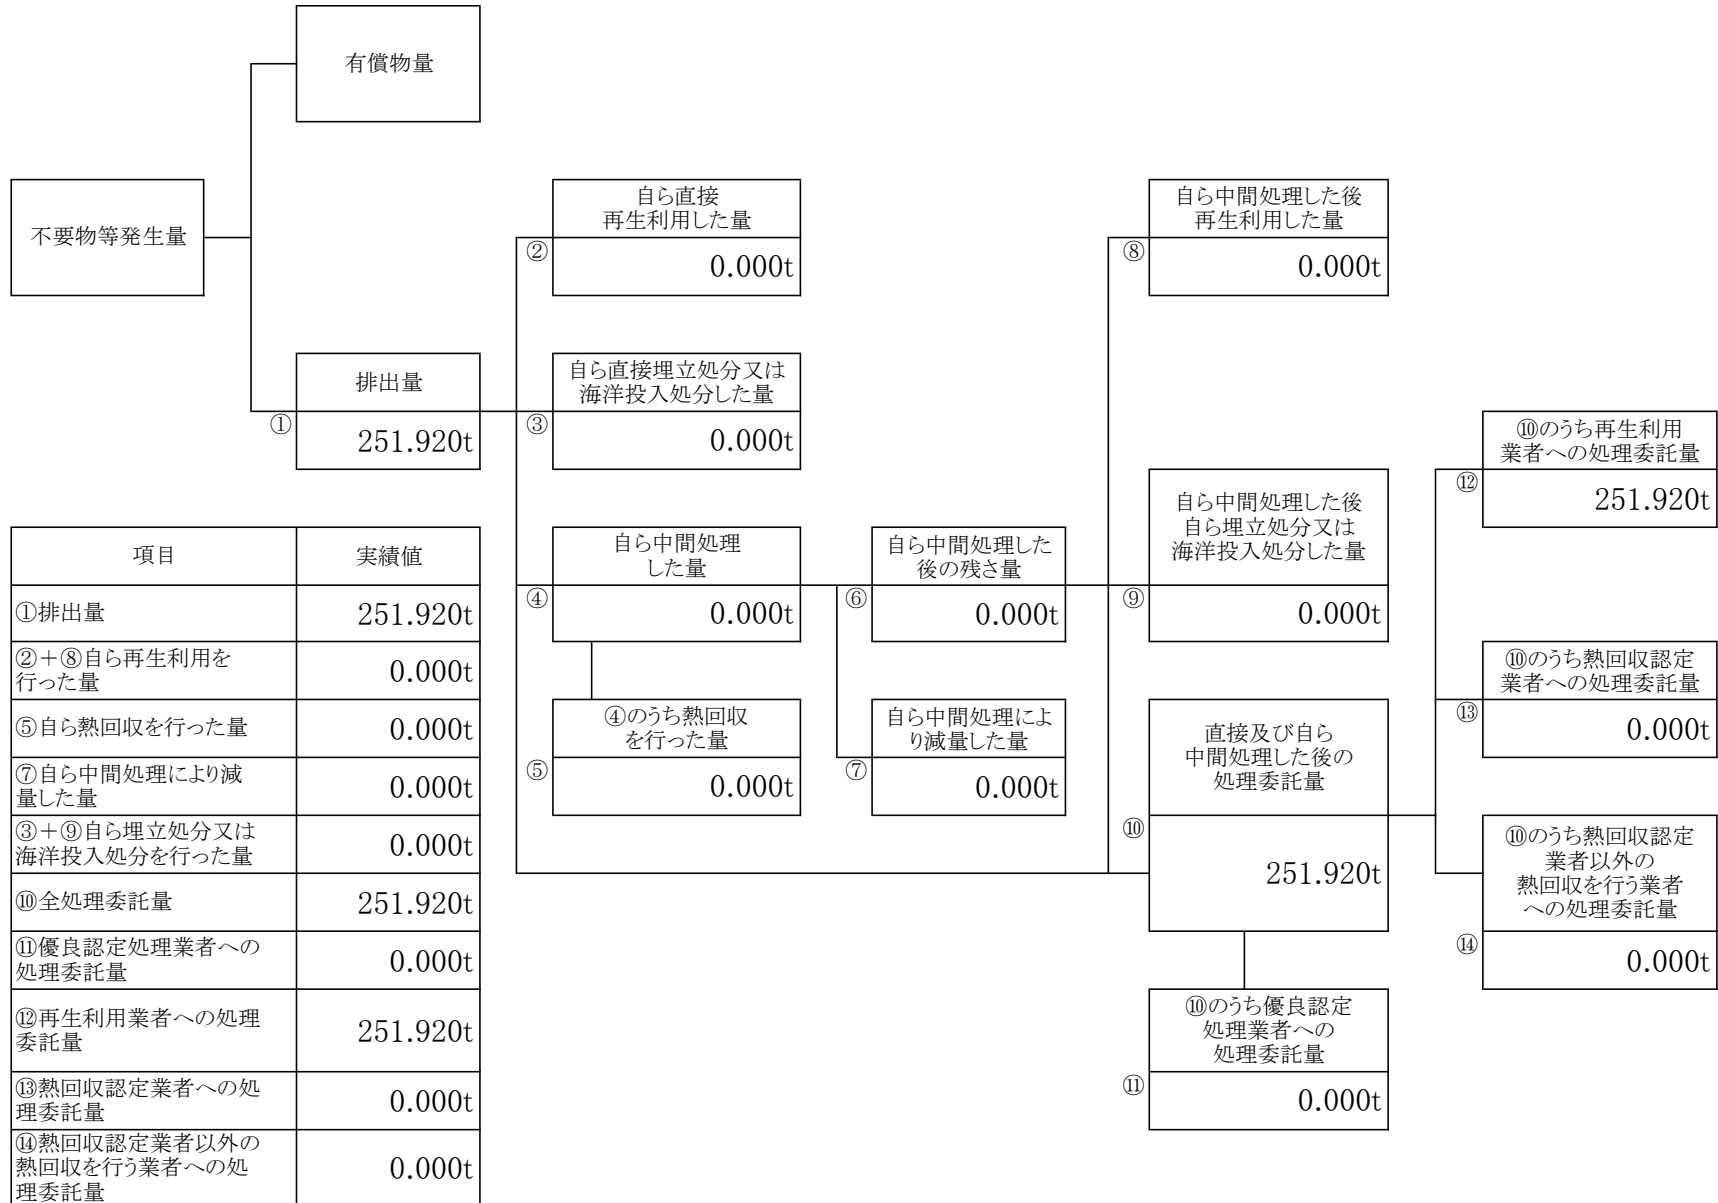 有償物量
不要物等発生量
排出量
①
251.920t
自ら直接
再生利用した量
②
0.000t
自ら直接埋立処分又は
海洋投入処分した量
③
0.000t
自ら中間処理
した量
④
0.000t
④のうち熱回収
を行った量
⑤
0.000t
自ら中間処理した
後の残さ量
⑥
0.000t
自ら中間処理によ
り減量した量
⑦
0.000t
自ら中間処理した後
再生利用した量
⑧
0.000t
自ら中間処理した後
自ら埋立処分又は
海洋投入処分した量
⑨
0.000t
直接及び自ら
中間処理した後の
処理委託量
⑩
251.920t
⑩のうち優良認定
処理業者への
処理委託量
⑪
0.000t
⑩のうち再生利用
業者への処理委託量
⑫
251.920t
⑩のうち熱回収認定
業者への処理委託量
⑬
0.000t
⑩のうち熱回収認定
業者以外の
熱回収を行う業者
への処理委託量
⑭
0.000t
項目 実績値
①排出量 251.920t
②＋⑧自ら再生利用を
行った量 0.000t
⑤自ら熱回収を行った量 0.000t
⑦自ら中間処理により減
量した量 0.000t
③＋⑨自ら埋立処分又は
海洋投入処分を行った量 0.000t
⑩全処理委託量 251.920t
⑪優良認定処理業者への
処理委託量 0.000t
⑫再生利用業者への処理
委託量 251.920t
⑬熱回収認定業者への処
理委託量 0.000t
⑭熱回収認定業者以外の
熱回収を行う業者への処
理委託量 0.000t